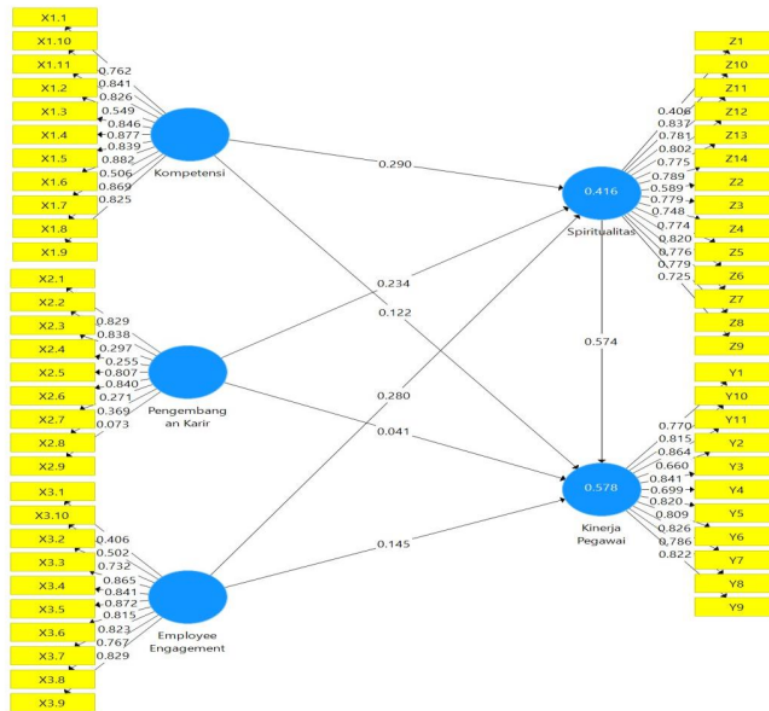 X1.1
X1.10
X1.11
X1.2
X1.3
X1.4
X1.5
X1.6
X1.7
X1.8
X1.9
0.762
0.841
0.826
0.549
0.846
0.877
0.839
0.882
0.506
0.869
0.825
Kompetensi
X2.1
X2.2
X2.3
X2.4
X2.5
X2.6
X2.7
X2.8
X2.9
0.829
0.838
0.297
0.255
0.807
0.840
0.271
0.369
0.073
Pengembang
an Karir
X3.1
X3.10
X3.2
X3.3
X3.4
X3.5
X3.6
X3.7
X3.8
X3.9
0.406
0.502
0.732
0.865
0.841
0.872
0.815
0.823
0.767
0.829
Employee
Engagement
0.290
0.234
0.122
0.280
0.041
0.145
0.574
0.416
Spiritualitas
0.406
0.837
0.781
0.802
0.775
0.789
0.589
0.779
0.748
0.774
0.820
0.776
0.779
0.725
Z1
Z10
Z11
Z12
Z13
Z14
Z2
Z3
Z4
Z5
Z6
Z7
Z8
Z9
0.578
Kinerja
Pegawai
0.770
0.815
0.864
0.660
0.841
0.699
0.820
0.809
0.826
0.786
0.822
Y1
Y10
Y11
Y2
Y3
Y4
Y5
Y6
Y7
Y8
Y9